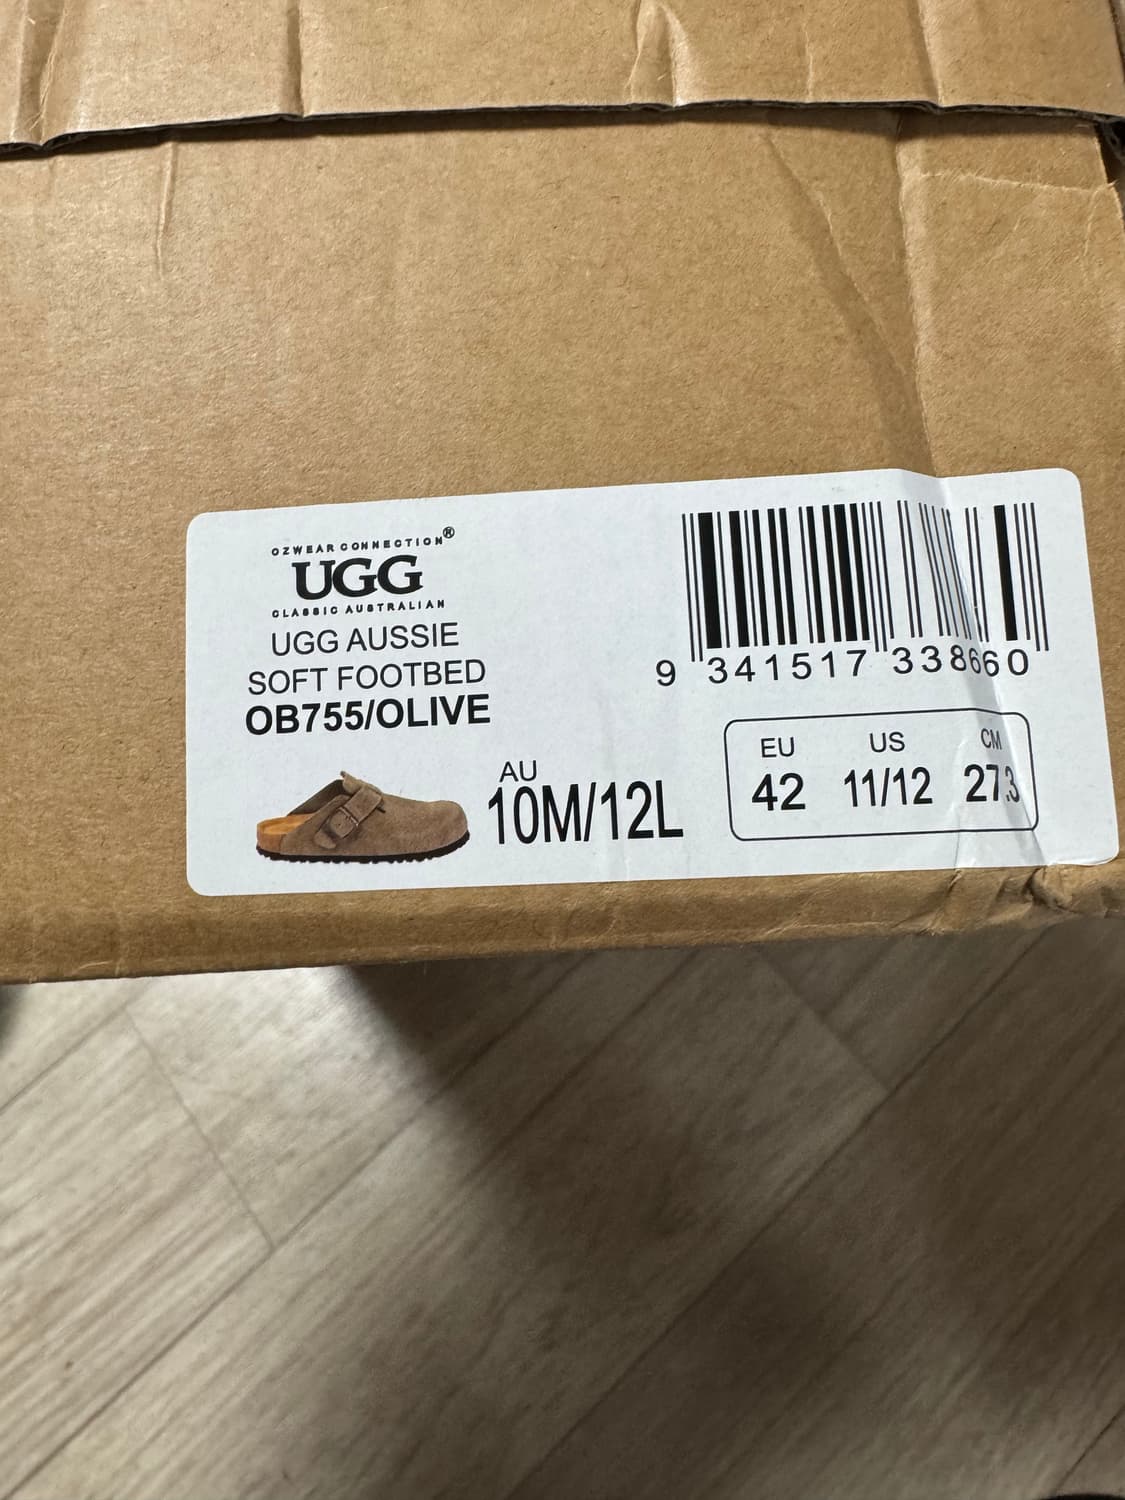 OZWEAR CONNECTION®
UGG
CLASSIC AUSTRALIAN
UGG AUSSIE
SOFT FOOTBED
OB755/OLIVE
AU
10M/12L
9 341517 338660
EU US CM
42 11/12 27.3